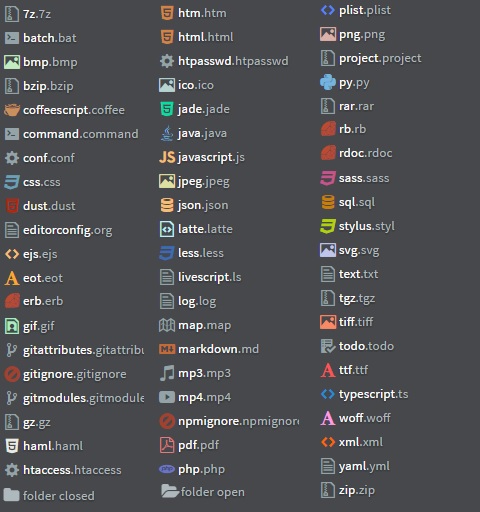 7z.7z
batch.bat
bmp.bmp
bzip.bzip
coffeescript.coffee
command.command
conf.conf
css.css
dust.dust
editorconfig.org
ejs.ejs
eot.eot
erb.erb
gif.gif
gitattributes.gitattribu
gitignore.gitignore
gitmodules.gitmodule
gz.gz
haml.haml
htaccess.htaccess
folder closed
htm.htm
html.html
htpasswd.htpasswd
ico.ico
jade.jade
java.java
JS javascript.js
jpeg.jpeg
json.json
latte.latte
less.less
livescript.ls
log.log
map.map
markdown.md
mp3.mp3
mp4.mp4
npmignore.npmignor
pdf.pdf
php.php
folder open
plist.plist
png.png
project.project
py.py
rar.rar
rb.rb
rdoc.rdoc
sass.sass
sql.sql
stylus.styl
svg.svg
text.txt
tgz.tgz
tiff.tiff
todo.todo
ttf.ttf
typescript.ts
woff.woff
xml.xml
yaml.yml
zip.zip